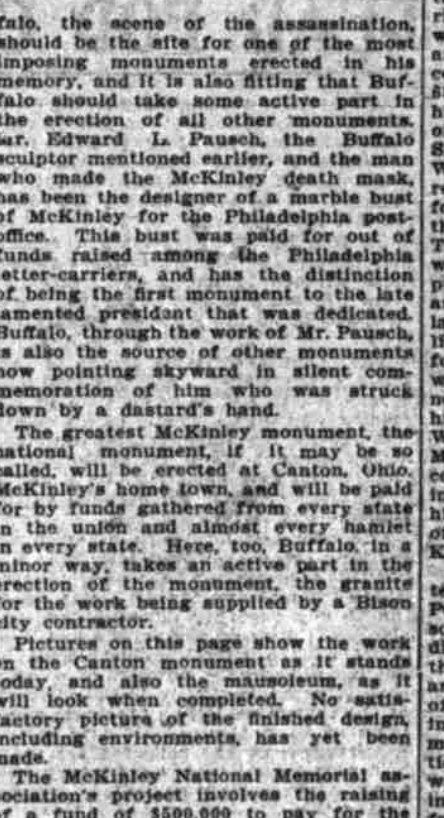 falo, the scene of the assassination,
should be the site for one of the most
imposing monuments erected in his
memory, and it is also fitting that Buf-
falo should take some active part in
the erection of all other monuments.
Mr. Edward L. Pausch, the Buffalo
sculptor mentioned earlier, and the man
who made the McKinley death mask,
has been the designer of a marble bust
of McKinley for the Philadelphia post-
office. This bust was paid for out of
funds raised among the Philadelphia
letter-carriers, and has the distinction
of being the first monument to the late
lamented president that was dedicated.
Buffalo, through the work of Mr. Pausch,
is also the source of other monuments
now pointing skyward in silent com-
memoration of him who was struck
down by a dastard's hand.
The greatest McKinley monument, the
national monument, if it may be so
called, will be erected at Canton, Ohio,
McKinley's home town, and will be paid
for by funds gathered from every state
in the union and almost every hamlet
in every state. Here, too, Buffalo, in a
minor way, takes an active part in the
erection of the monument, the granite
for the work being supplied by a Bison
city contractor.
Pictures on this page show the work
on the Canton monument as it stands
today, and also the mausoleum, as it
will look when completed. No satis-
factory picture of the finished design,
including environments, has yet been
made.
The McKinley National Memorial as-
sociation's project involves the raising
of a fund of $500,000 to pay for the